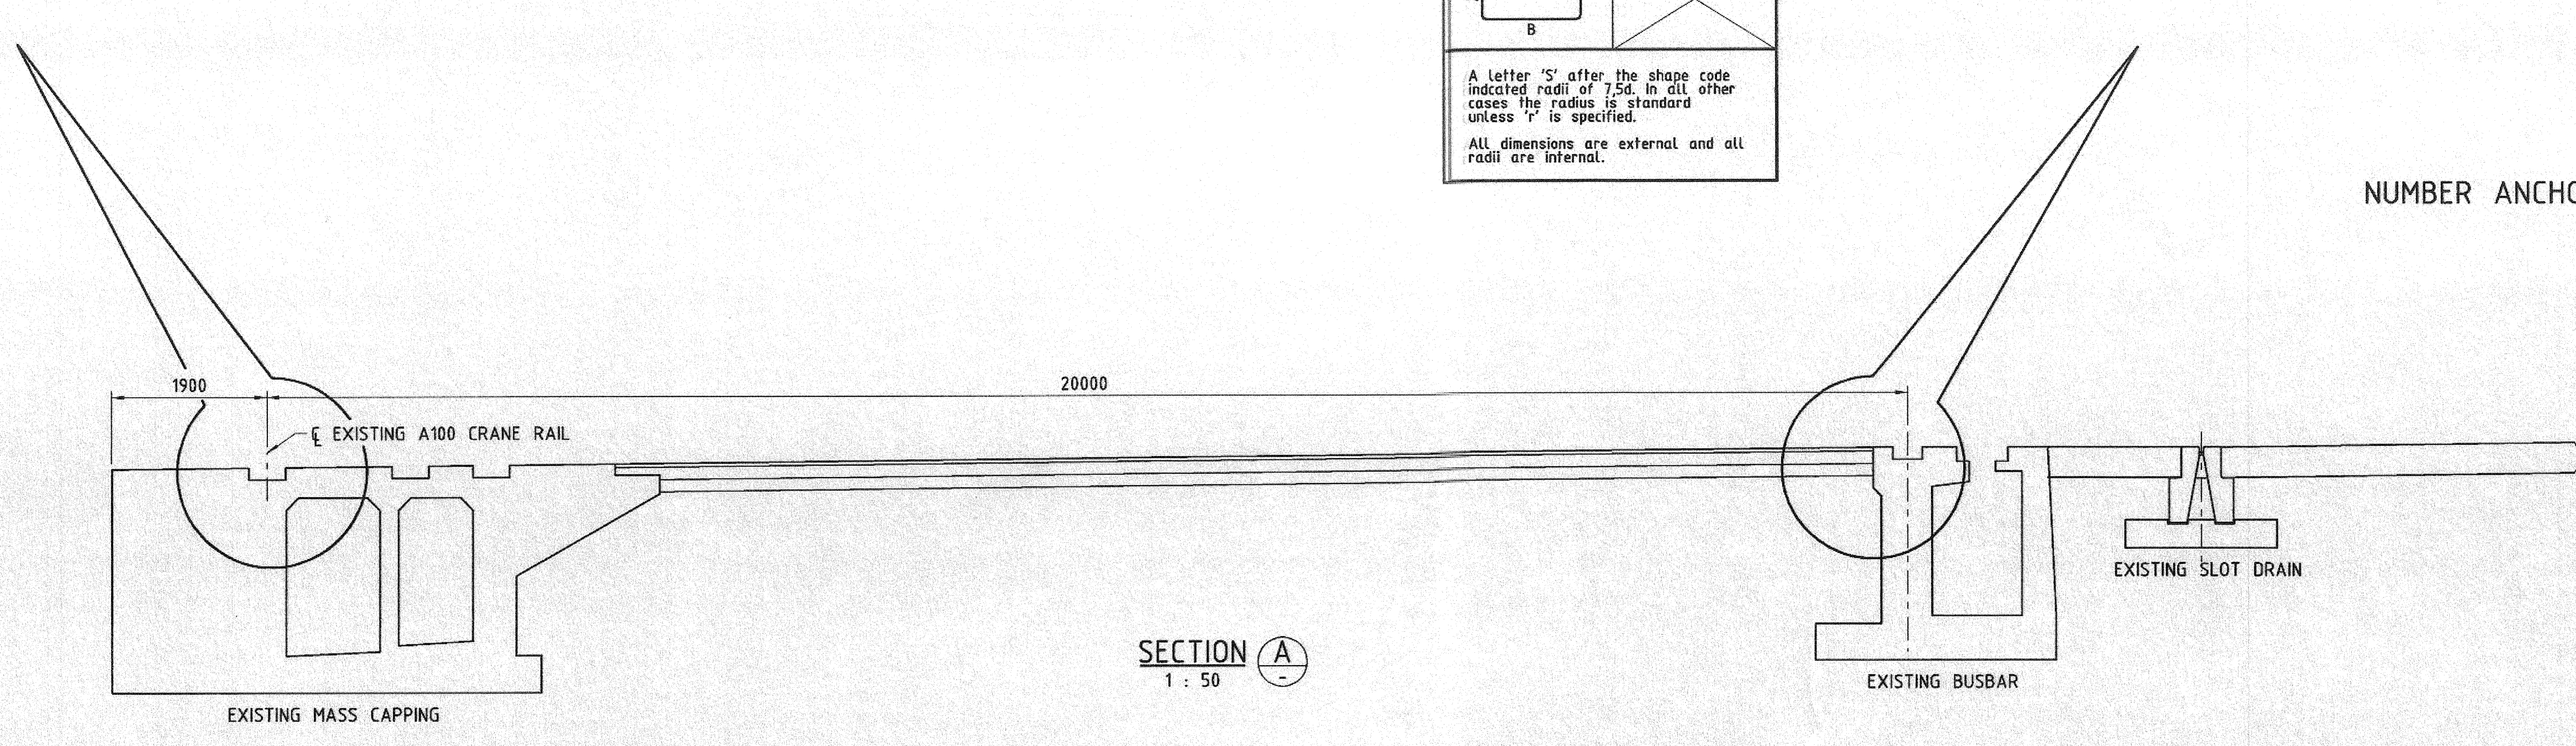 B
A letter 'S' after the shape code
indcated radii of 7,5d. In all other
cases the radius is standard
unless 'r' is specified.
All dimensions are external and all
radii are internal.
NUMBER ANCHO
1900
20000
℄ EXISTING A100 CRANE RAIL
EXISTING SLOT DRAIN
SECTION A
1 : 50
-
EXISTING BUSBAR
EXISTING MASS CAPPING